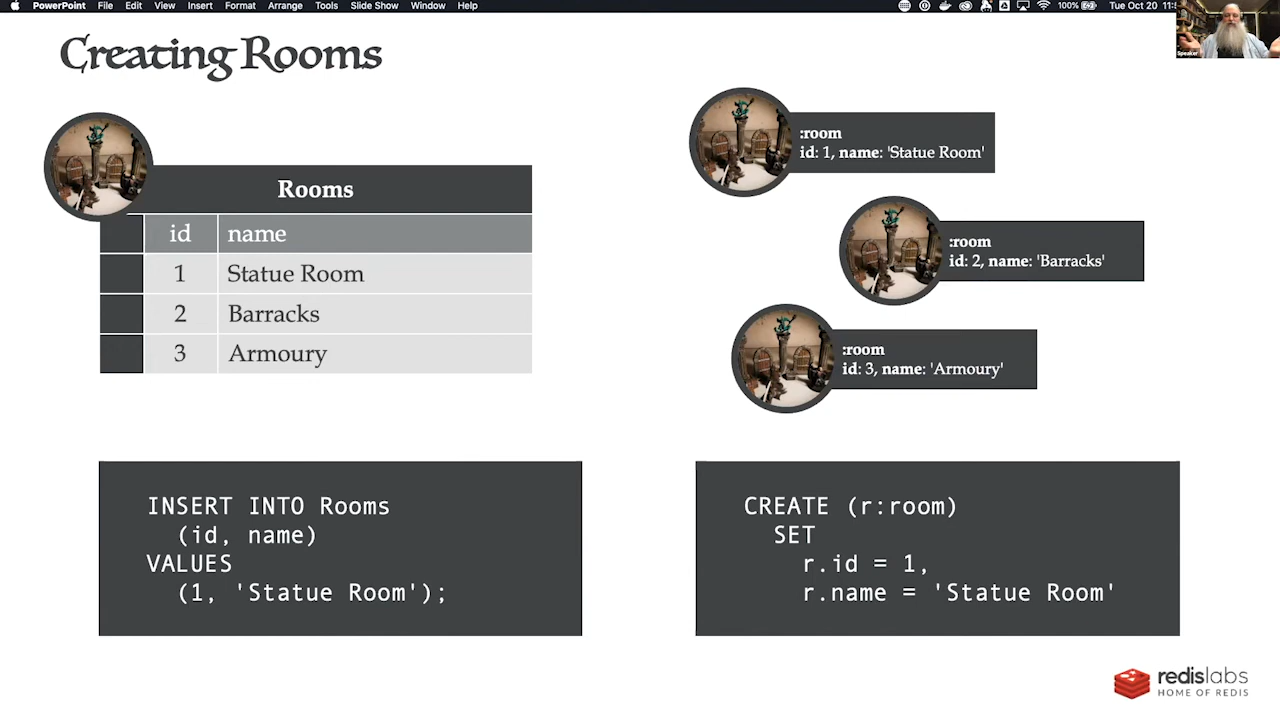 PowerPoint File Edit View Insert Format Arrange Tools Slide Show Window Help 100% Tue Oct 20
Speaker
Creating Rooms
Rooms
id name
1 Statue Room
2 Barracks
3 Armoury
:room
id: 1, name: 'Statue Room'
:room
id: 2, name: 'Barracks'
:room
id: 3, name: 'Armoury'
INSERT INTO Rooms
(id, name)
VALUES
(1, 'Statue Room');
CREATE (r:room)
SET
r.id = 1,
r.name = 'Statue Room'
redislabs
HOME OF REDIS